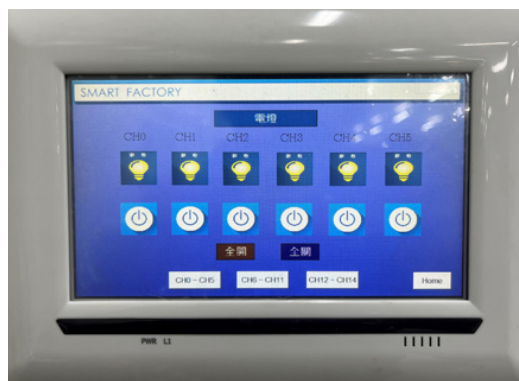 SMART FACTORY
電燈
CH0 CH1 CH2 CH3 CH4 CH5
全開 全關
CH0~CH5 CH6~CH11 CH12~CH14 Home
PWR L1